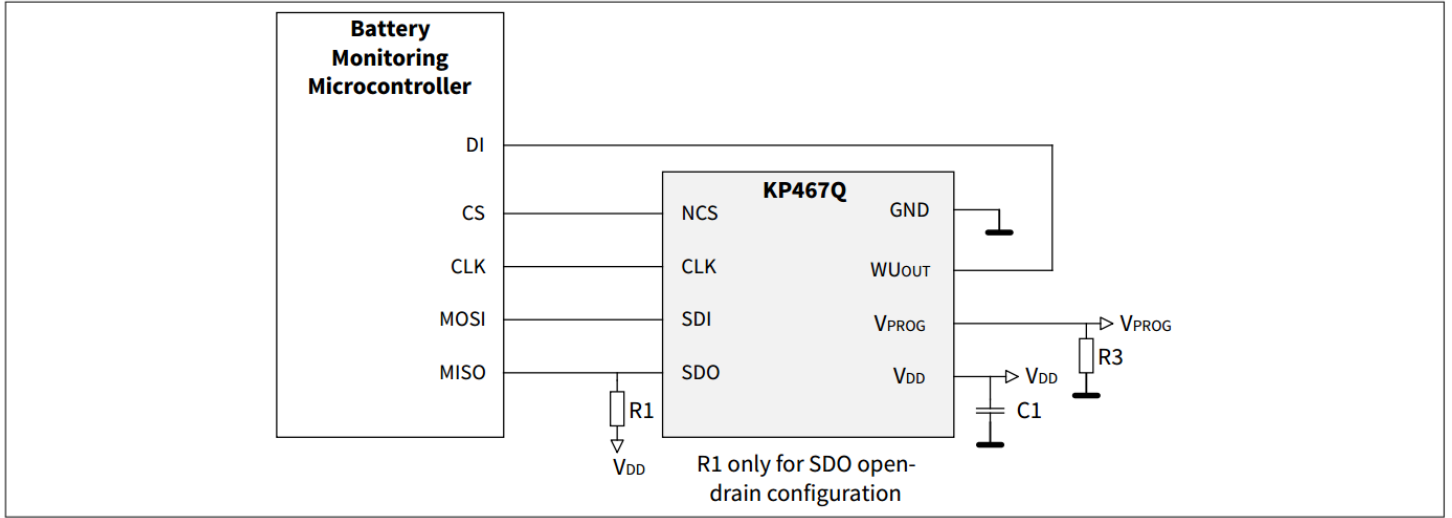 Battery
Monitoring
Microcontroller
DI
CS
CLK
MOSI
MISO
KP467Q
NCS
CLK
SDI
SDO
GND
WUOUT
VPROG
VDD
VPROG
R3
VDD
C1
R1
VDD
R1 only for SDO open-
drain configuration